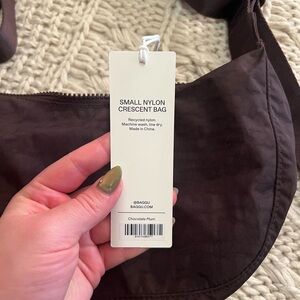 SMALL NYLON
CRESCENT BAG
Recycled nylon.
Machine wash, line dry.
Made in China.
@BAGGU
BAGGU.COM
Chocolate Plum